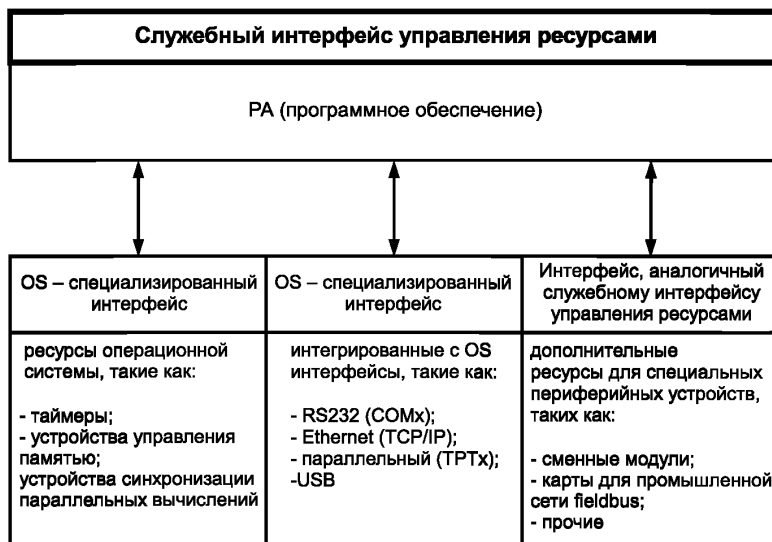 Служебный интерфейс управления ресурсами
РА (программное обеспечение)
OS – специализированный
интерфейс
OS – специализированный
интерфейс
Интерфейс, аналогичный
служебному интерфейсу
управления ресурсами
ресурсы операционной
системы, такие как:
- таймеры;
- устройства управления
памятью;
устройства синхронизации
параллельных вычислений
интегрированные с OS
интерфейсы, такие как:
- RS232 (COMx);
- Ethernet (TCP/IP);
- параллельный (TPTx);
-USB
дополнительные
ресурсы для специальных
периферийных устройств,
таких как:
- сменные модули;
- карты для промышленной
сети fieldbus;
- прочие